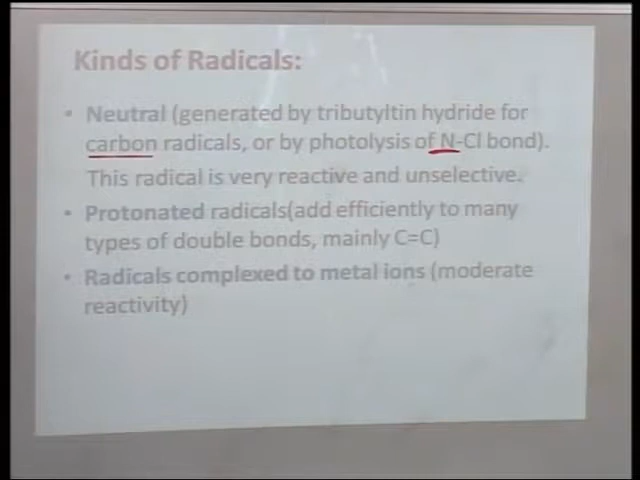 Kinds of Radicals:
• Neutral (generated by tributyltin hydride for
carbon radicals, or by photolysis of N-Cl bond).
This radical is very reactive and unselective.
• Protonated radicals(add efficiently to many
types of double bonds, mainly C=C)
• Radicals complexed to metal ions (moderate
reactivity)